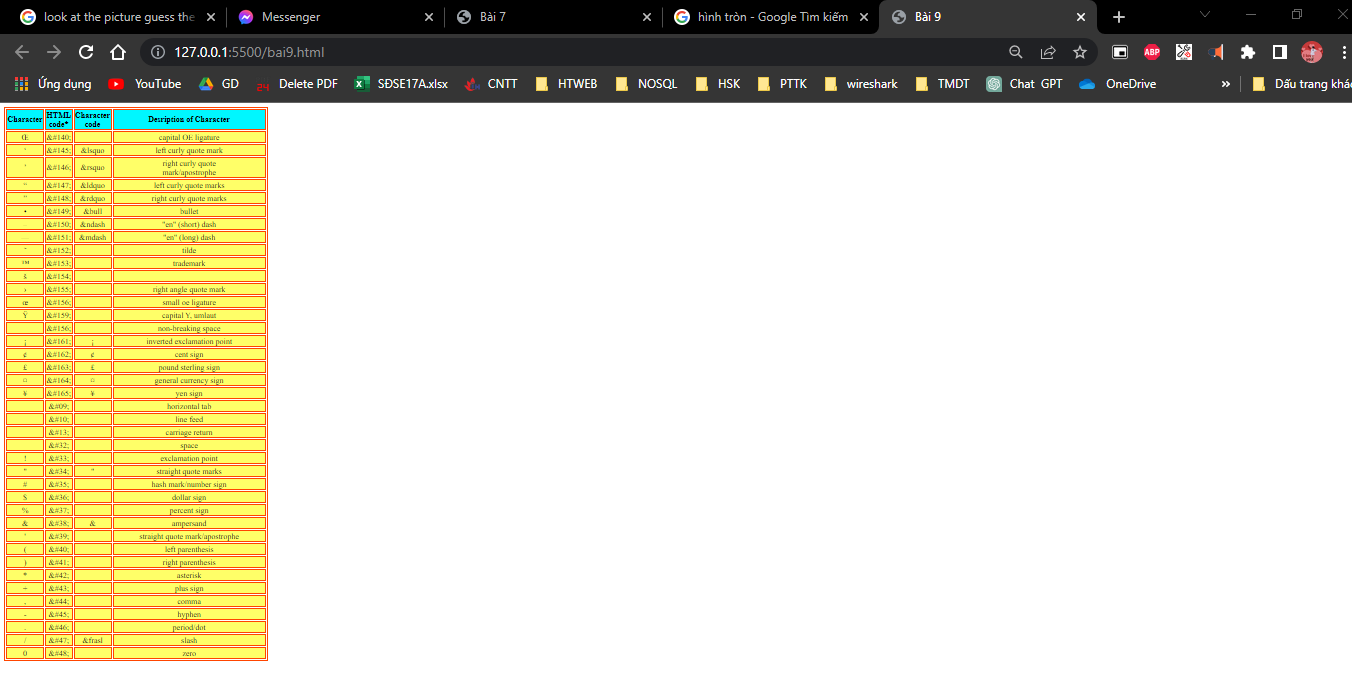 look at the picture guess the
Messenger
Bài 7
hình tròn - Google Tìm kiếm
Bài 9
127.0.0.1:5500/bai9.html
ABP
Ứng dụng YouTube GD 24 Delete PDF SĐSE17A.xlsx CNTT HTWEB NOSQL HSK PTTK wireshark TMDT Chat GPT OneDrive » Dấu trang khác
Character HTML code* Character code Desription of Character
Œ &#140; capital OE ligature
‘ &#145; &lsquo left curly quote mark
’ &#146; &rsquo right curly quote mark/apostrophe
“ &#147; &ldquo left curly quote marks
” &#148; &rdquo right curly quote marks
• &#149; &bull bullet
&#150; &ndash "en" (short) dash
&#151; &mdash "en" (long) dash
˜ &#152; tilde
™ &#153; trademark
š &#154;
› &#155; right angle quote mark
œ &#156; small oe ligature
Ÿ &#159; capital Y, umlaut
&#156; non-breaking space
¡ &#161; ¡ inverted exclamation point
¢ &#162; ¢ cent sign
£ &#163; £ pound sterling sign
¤ &#164; ¤ general currency sign
¥ &#165; ¥ yen sign
&#09; horizontal tab
&#10; line feed
&#13; carriage return
&#32; space
! &#33; exclamation point
" &#34; " straight quote marks
# &#35; hash mark/number sign
$ &#36; dollar sign
% &#37; percent sign
& &#38; & ampersand
' &#39; straight quote mark/apostrophe
( &#40; left parenthesis
) &#41; right parenthesis
* &#42; asterisk
+ &#43; plus sign
, &#44; comma
- &#45; hyphen
. &#46; period/dot
/ &#47; &frasl slash
0 &#48; zero